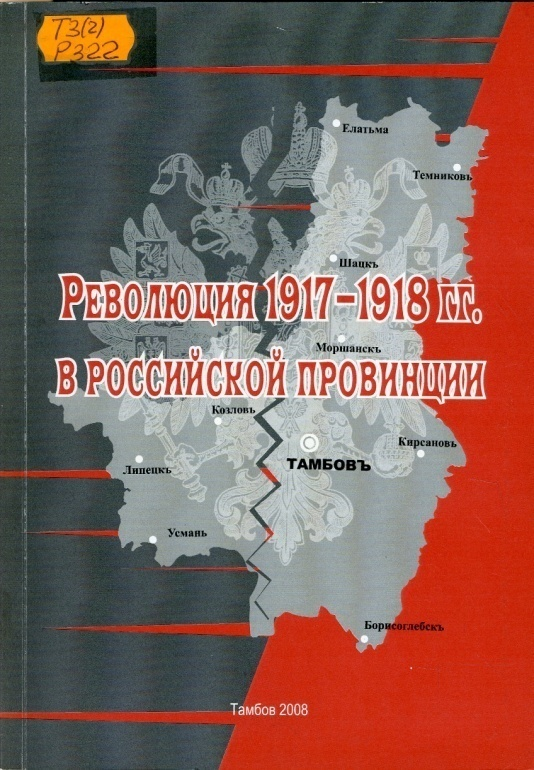 Т3(2)
Р322
Елатьма
Темниковъ
Шацкъ
Революция 1917–1918 гг.
Моршанскъ
в российской провинции
Козловъ
Кирсановъ
Тамбовъ
Липецкъ
Усмань
Борисоглебскъ
Тамбов 2008